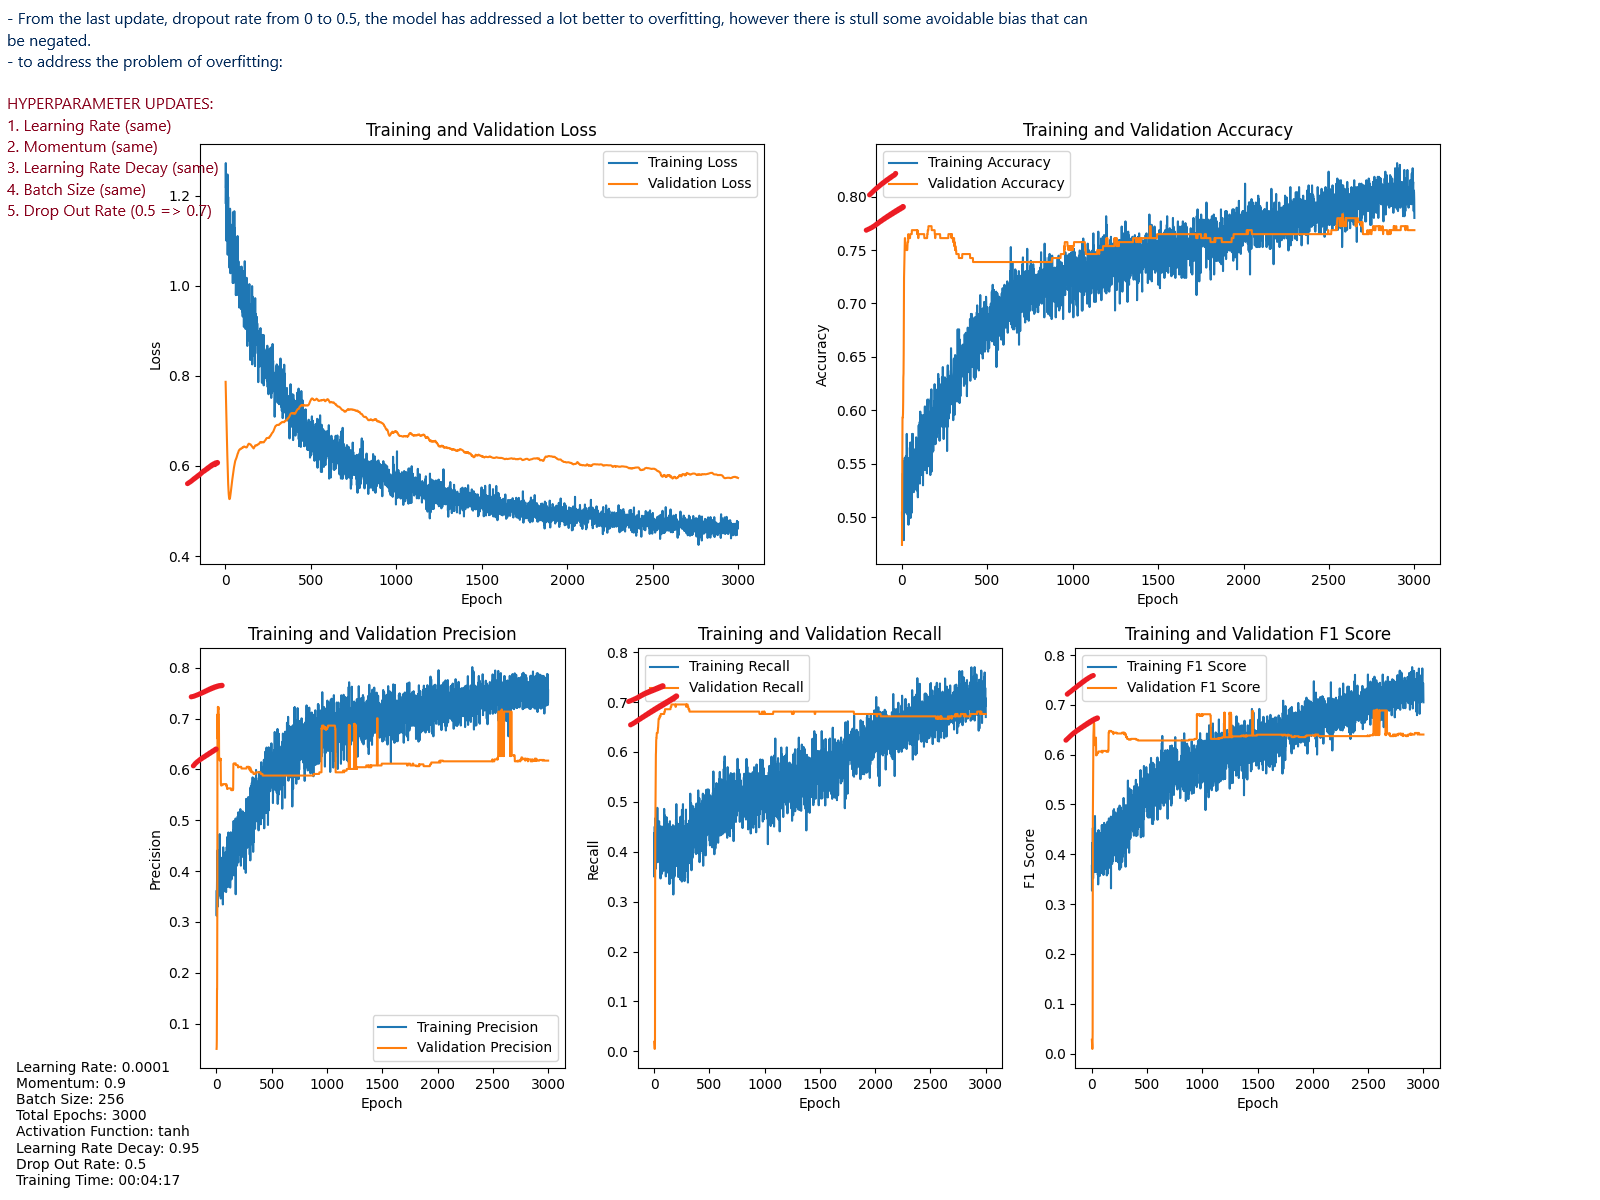 - From the last update, dropout rate from 0 to 0.5, the model has addressed a lot better to overfitting, however there is stull some avoidable bias that can
be negated.
- to address the problem of overfitting:
HYPERPARAMETER UPDATES:
1. Learning Rate (same)
2. Momentum (same)
3. Learning Rate Decay (same)
4. Batch Size (same)
5. Drop Out Rate (0.5 => 0.7)
Training and Validation Loss
Training Loss
Validation Loss
Loss
1.2
1.0
0.8
0.6
0.4
0 500 1000 1500 2000 2500 3000
Epoch
Training and Validation Accuracy
Training Accuracy
Validation Accuracy
Accuracy
0.80
0.75
0.70
0.65
0.60
0.55
0.50
0 500 1000 1500 2000 2500 3000
Epoch
Training and Validation Precision
Precision
0.8
0.7
0.6
0.5
0.4
0.3
0.2
0.1
Training Precision
Validation Precision
0 500 1000 1500 2000 2500 3000
Epoch
Training and Validation Recall
Training Recall
Validation Recall
Recall
0.8
0.7
0.6
0.5
0.4
0.3
0.2
0.1
0.0
0 500 1000 1500 2000 2500 3000
Epoch
Training and Validation F1 Score
Training F1 Score
Validation F1 Score
F1 Score
0.8
0.7
0.6
0.5
0.4
0.3
0.2
0.1
0.0
0 500 1000 1500 2000 2500 3000
Epoch
Learning Rate: 0.0001
Momentum: 0.9
Batch Size: 256
Total Epochs: 3000
Activation Function: tanh
Learning Rate Decay: 0.95
Drop Out Rate: 0.5
Training Time: 00:04:17